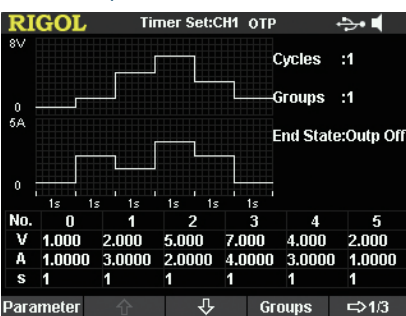 RIGOL Timer Set:CH1 OTP
8V
Cycles :1
Groups :1
0
5A
End State:Outp Off
0
1s 1s 1s 1s 1s
No. 0 1 2 3 4 5
V 1.000 2.000 5.000 7.000 4.000 2.000
A 1.0000 3.0000 2.0000 4.0000 3.0000 1.0000
s 1 1 1 1 1 1
Parameter Groups 1/3